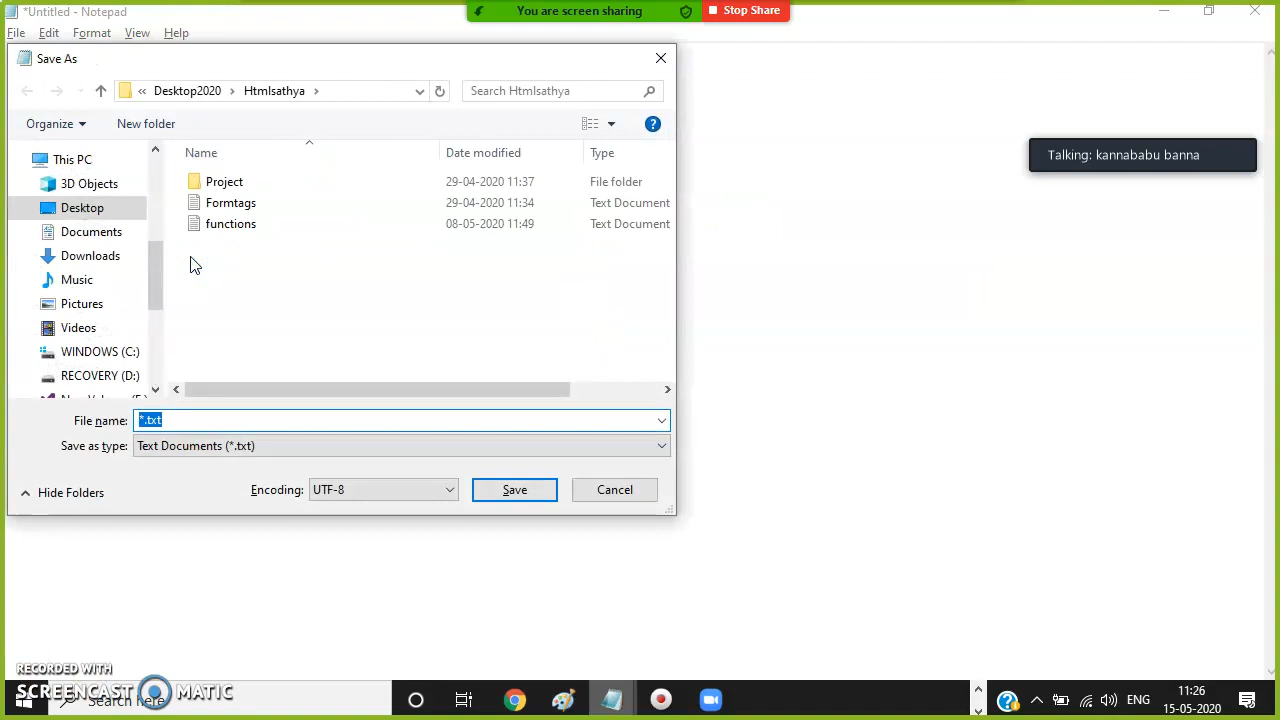 *Untitled - Notepad
You are screen sharing
Stop Share
File Edit Format View Help
Save As
« Desktop2020 › Htmlsathya ›
Search Htmlsathya
Organize
New folder
Name Date modified Type
Talking: kannababu banna
This PC
3D Objects
Desktop
Documents
Downloads
Music
Pictures
Videos
WINDOWS (C:)
RECOVERY (D:)
Project 29-04-2020 11:37 File folder
Formtags 29-04-2020 11:34 Text Document
functions 08-05-2020 11:49 Text Document
File name: *.txt
Save as type: Text Documents (*.txt)
Hide Folders
Encoding: UTF-8
Save
Cancel
RECORDED WITH
SCREENCAST MATIC
Search here
ENG
11:26
15-05-2020